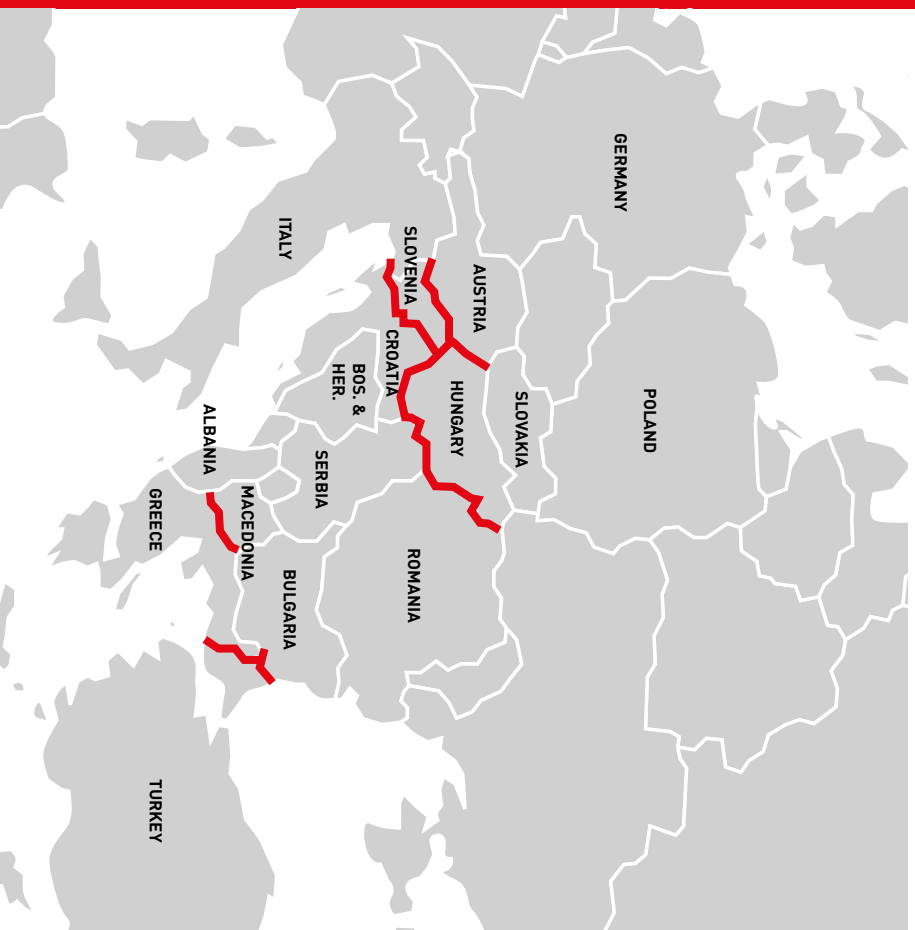 GERMANY
POLAND
AUSTRIA
SLOVAKIA
HUNGARY
SLOVENIA
CROATIA
ROMANIA
BOS. &
HER.
SERBIA
ITALY
BULGARIA
MACEDONIA
ALBANIA
GREECE
TURKEY